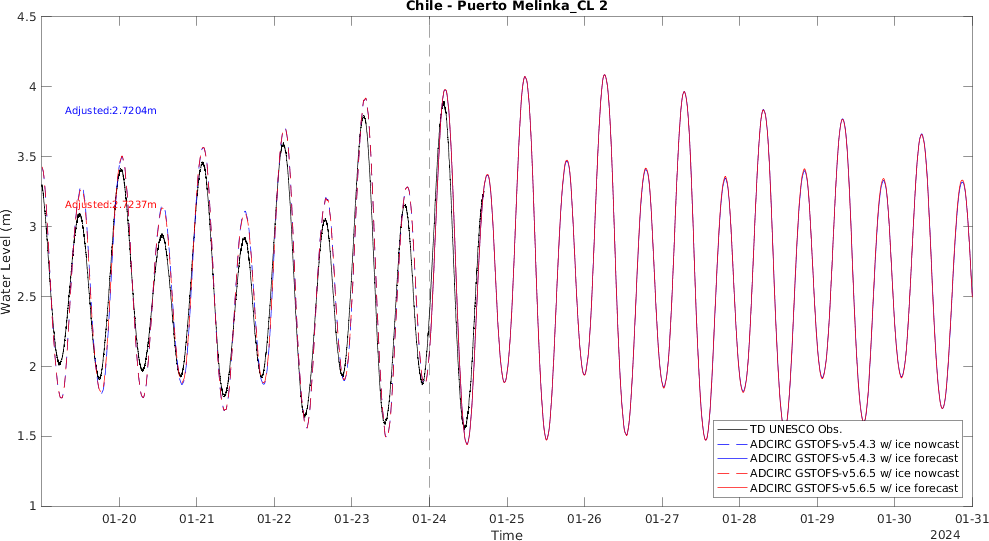 Chile - Puerto Melinka_CL 2
4.5
4
3.5
3
2.5
2
1.5
1
Water Level (m)
Adjusted:2.7204m
Adjusted:2.7237m
TD UNESCO Obs.
ADCIRC GSTOFS-v5.4.3 w/ ice nowcast
ADCIRC GSTOFS-v5.4.3 w/ ice forecast
ADCIRC GSTOFS-v5.6.5 w/ ice nowcast
ADCIRC GSTOFS-v5.6.5 w/ ice forecast
01-20 01-21 01-22 01-23 01-24 01-25 01-26 01-27 01-28 01-29 01-30 01-31
Time
2024